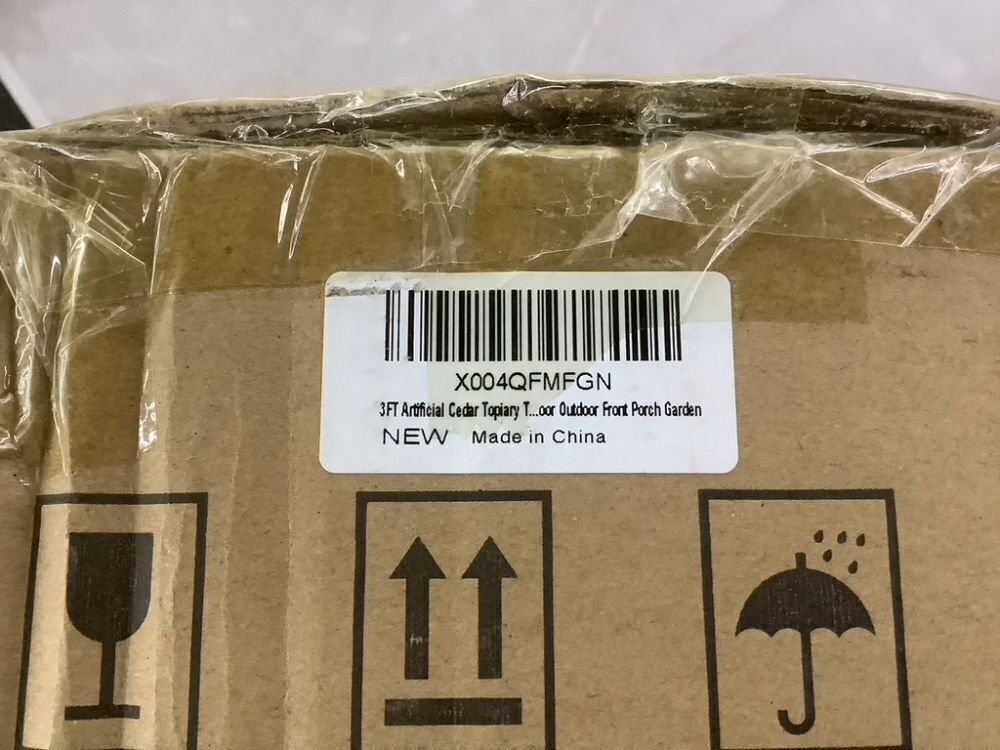 X004QFMFGN
3FT Artificial Cedar Topiary T...oor Outdoor Front Porch Garden
NEW Made in China